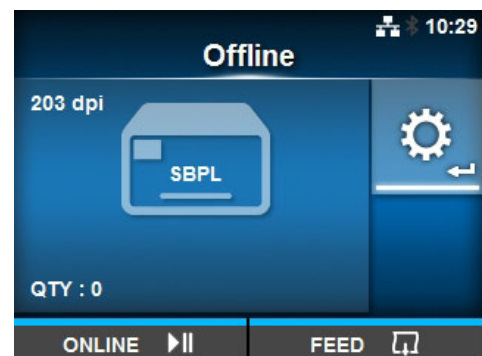 10:29
Offline
203 dpi
SBPL
QTY : 0
ONLINE
FEED